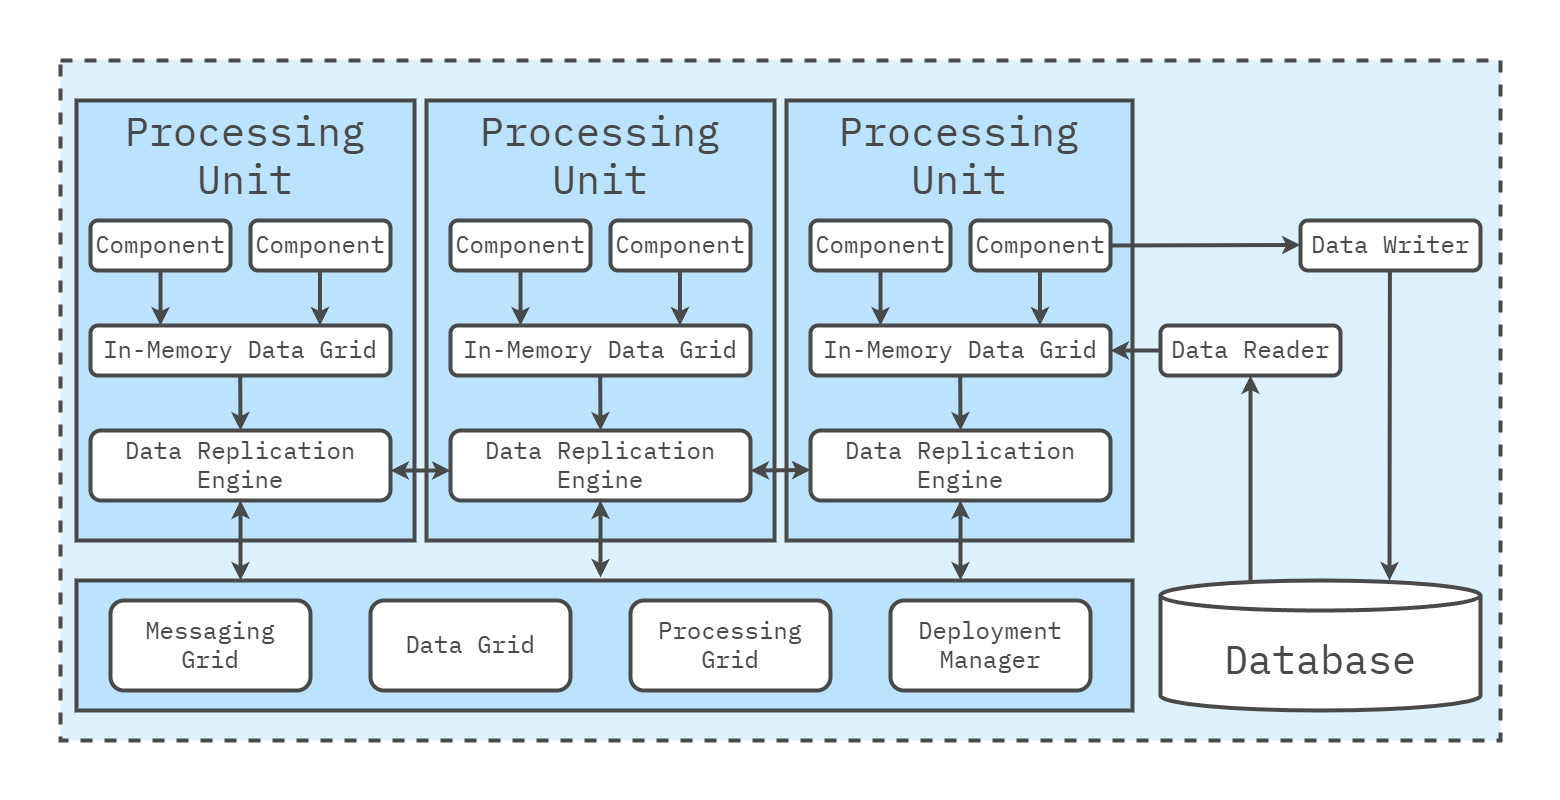 Processing
Unit
Component
Component
In-Memory Data Grid
Data Replication
Engine
Processing
Unit
Component
Component
In-Memory Data Grid
Data Replication
Engine
Processing
Unit
Component
Component
In-Memory Data Grid
Data Replication
Engine
Data Writer
Data Reader
Messaging
Grid
Data Grid
Processing
Grid
Deployment
Manager
Database